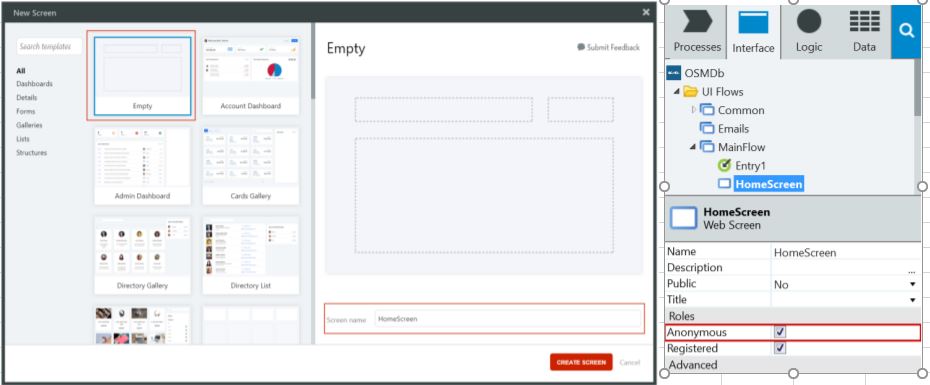 New Screen
Search templates
All
Dashboards
Details
Forms
Galleries
Lists
Structures
Empty
Account Dashboard
Admin Dashboard
Cards Gallery
Directory Gallery
Directory List
Empty
Submit Feedback
Screen name
HomeScreen
CREATE SCREEN
Cancel
Processes
Interface
Logic
Data
OSMDb
UI Flows
Common
Emails
MainFlow
Entry1
HomeScreen
HomeScreen
Web Screen
Name HomeScreen
Description ...
Public No
Title
Roles
Anonymous
Registered
Advanced